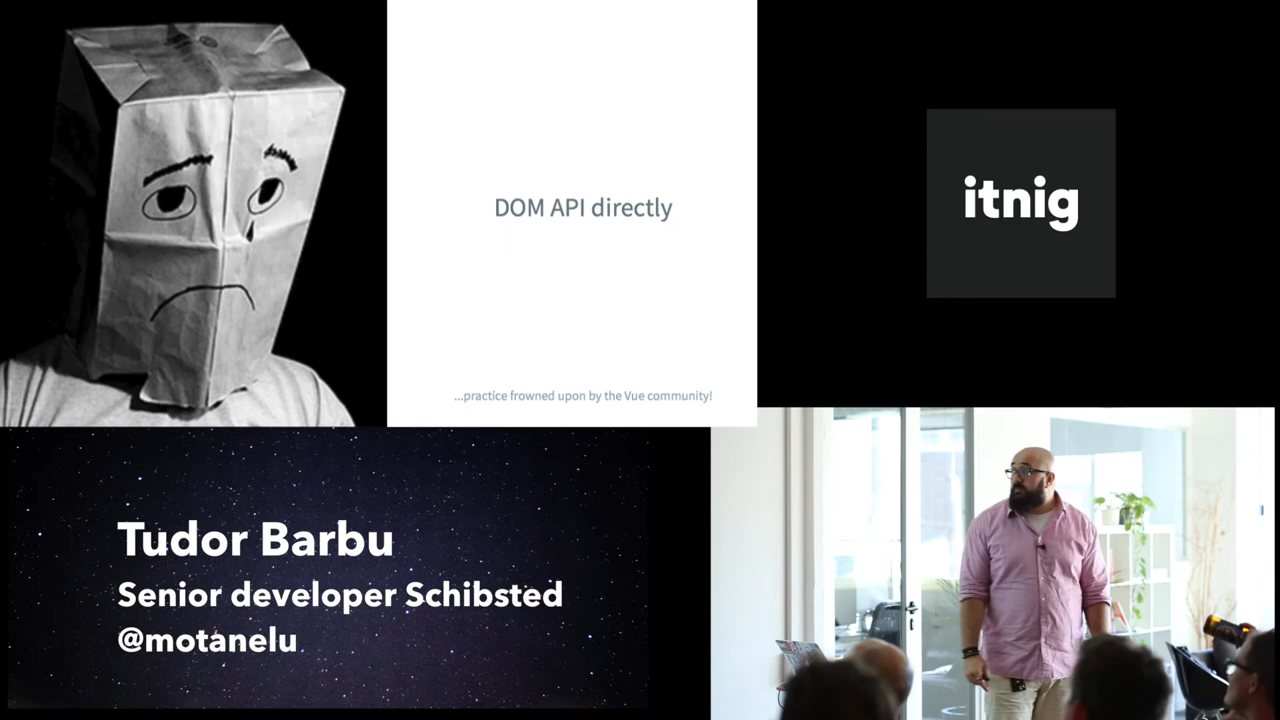 DOM API directly
...practice frowned upon by the Vue community!
itnig
Tudor Barbu
Senior developer Schibsted
@motanelu